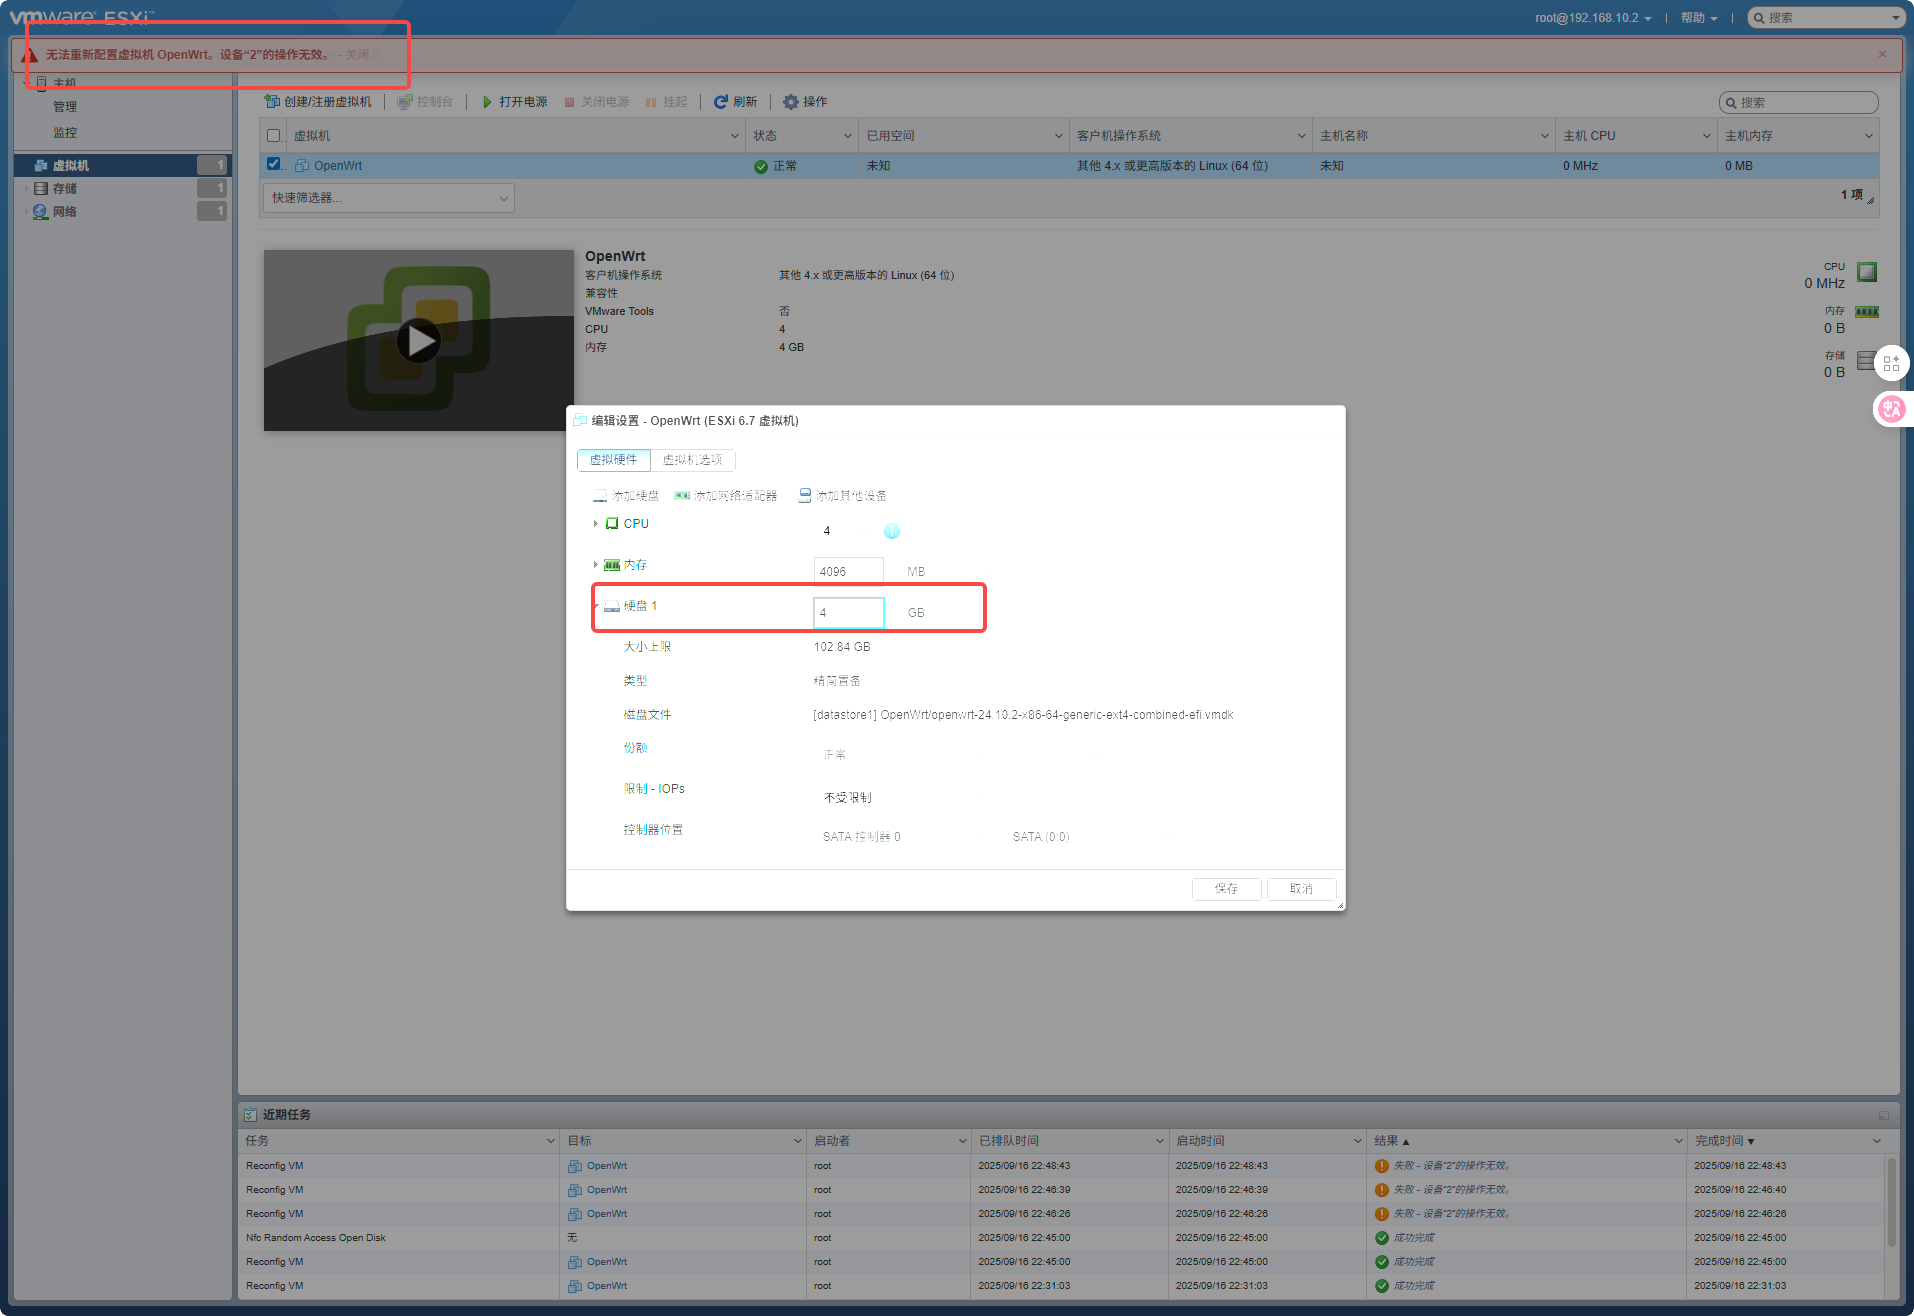 vmware ESXi™
root@192.168.10.2
帮助
搜索
无法重新配置虚拟机 OpenWrt。设备“2”的操作无效。 - 关闭
主机
管理
监控
虚拟机 1
存储 1
网络 1
创建/注册虚拟机
控制台
打开电源
关闭电源
挂起
刷新
操作
搜索
虚拟机 状态 已用空间 客户机操作系统 主机名称 主机 CPU 主机内存
OpenWrt 正常 未知 其他 4.x 或更高版本的 Linux (64 位) 未知 0 MHz 0 MB
快速筛选器...
1 项
OpenWrt
客户机操作系统 其他 4.x 或更高版本的 Linux (64 位)
兼容性
VMware Tools 否
CPU 4
内存 4 GB
CPU
0 MHz
内存
0 B
存储
0 B
编辑设置 - OpenWrt (ESXi 6.7 虚拟机)
虚拟硬件 虚拟机选项
添加硬盘 添加网络适配器 添加其他设备
CPU 4
内存 4096 MB
硬盘 1 4 GB
大小上限 102.84 GB
类型 精简置备
磁盘文件 [datastore1] OpenWrt/openwrt-24.10.2-x86-64-generic-ext4-combined-efi.vmdk
份额 正常
限制 - IOPs 不受限制
控制器位置 SATA 控制器 0 SATA (0:0)
保存 取消
近期任务
任务 目标 启动者 已排队时间 启动时间 结果▲ 完成时间▼
Reconfig VM OpenWrt root 2025/09/16 22:48:43 2025/09/16 22:48:43 失败 - 设备“2”的操作无效。 2025/09/16 22:48:43
Reconfig VM OpenWrt root 2025/09/16 22:46:39 2025/09/16 22:46:39 失败 - 设备“2”的操作无效。 2025/09/16 22:46:40
Reconfig VM OpenWrt root 2025/09/16 22:46:26 2025/09/16 22:46:26 失败 - 设备“2”的操作无效。 2025/09/16 22:46:26
Nfc Random Access Open Disk 无 root 2025/09/16 22:45:00 2025/09/16 22:45:00 成功完成 2025/09/16 22:45:00
Reconfig VM OpenWrt root 2025/09/16 22:45:00 2025/09/16 22:45:00 成功完成 2025/09/16 22:45:00
Reconfig VM OpenWrt root 2025/09/16 22:31:03 2025/09/16 22:31:03 成功完成 2025/09/16 22:31:03